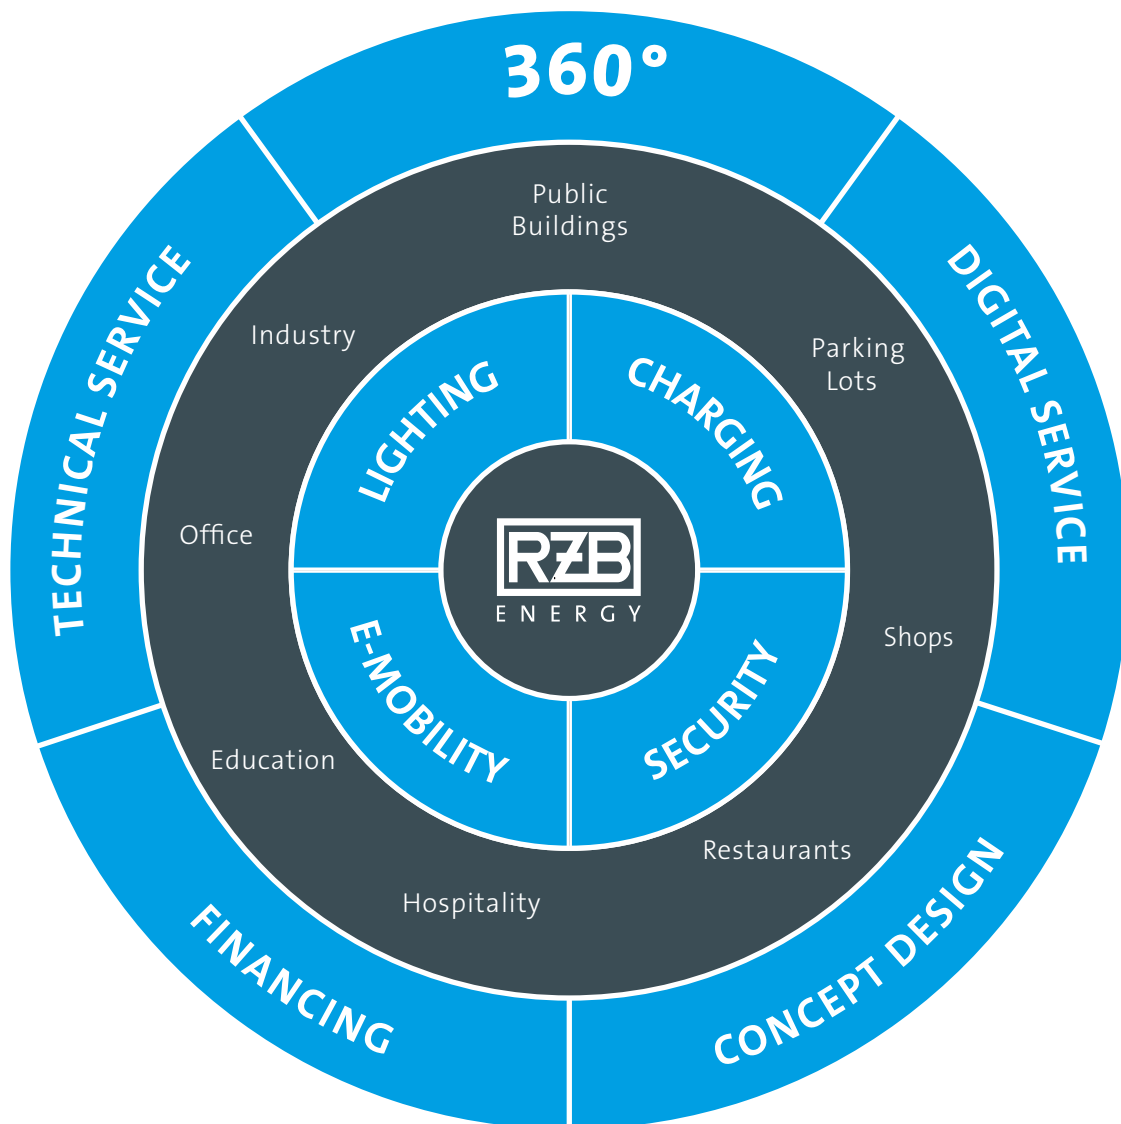 360°
Public
Buildings
TECHNICAL SERVICE
DIGITAL SERVICE
Industry
Parking
Lots
LIGHTING
CHARGING
Office
RZB
ENERGY
Shops
E-MOBILITY
SECURITY
Education
Restaurants
Hospitality
FINANCING
CONCEPT DESIGN